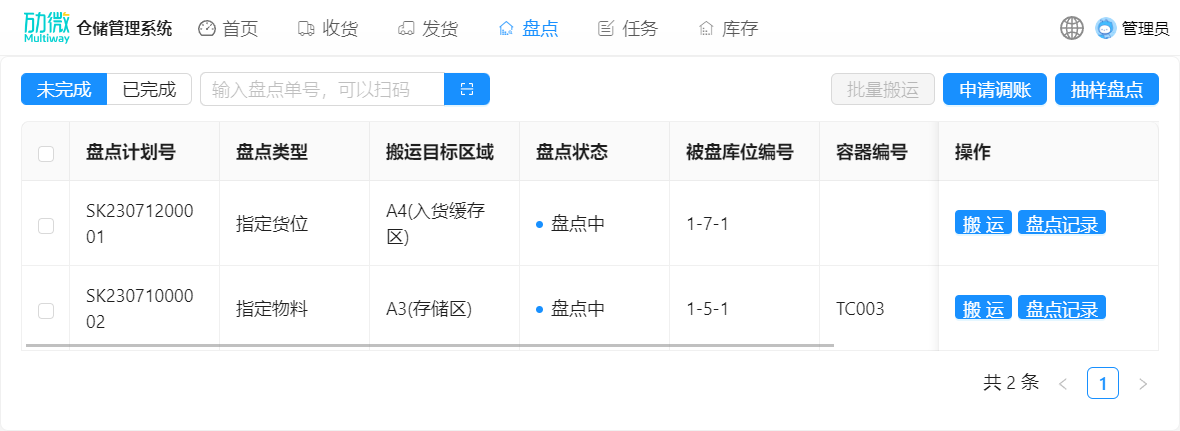 劢微 Multiway 仓储管理系统 首页 收货 发货 盘点 任务 库存 管理员
未完成 已完成 输入盘点单号，可以扫码 批量搬运 申请调账 抽样盘点
盘点计划号 盘点类型 搬运目标区域 盘点状态 被盘库位编号 容器编号 操作
SK230712000 指定货位 A4(入货缓存 盘点中 1-7-1 搬 运 盘点记录
01 区)
SK230710000 指定物料 A3(存储区) 盘点中 1-5-1 TC003 搬 运 盘点记录
02
共 2 条 < 1 >